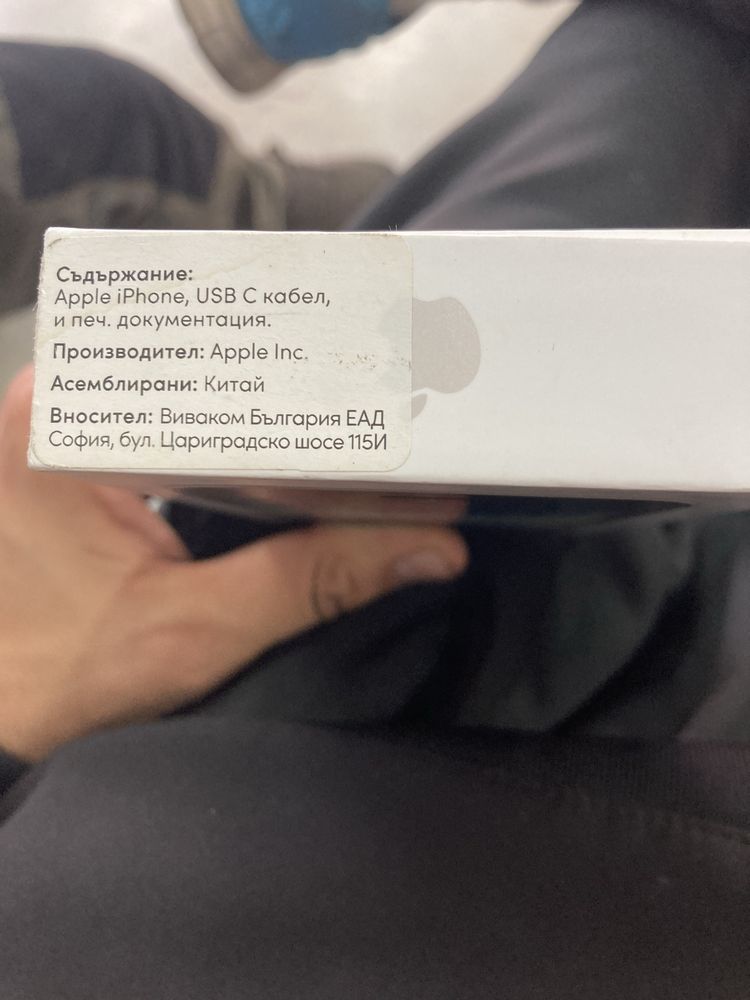 Съдържание:
Apple iPhone, USB C кабел,
и печ. документация.
Производител: Apple Inc.
Асемблирани: Китай
Вносител: Виваком България ЕАД
София, бул. Цариградско шосе 115И